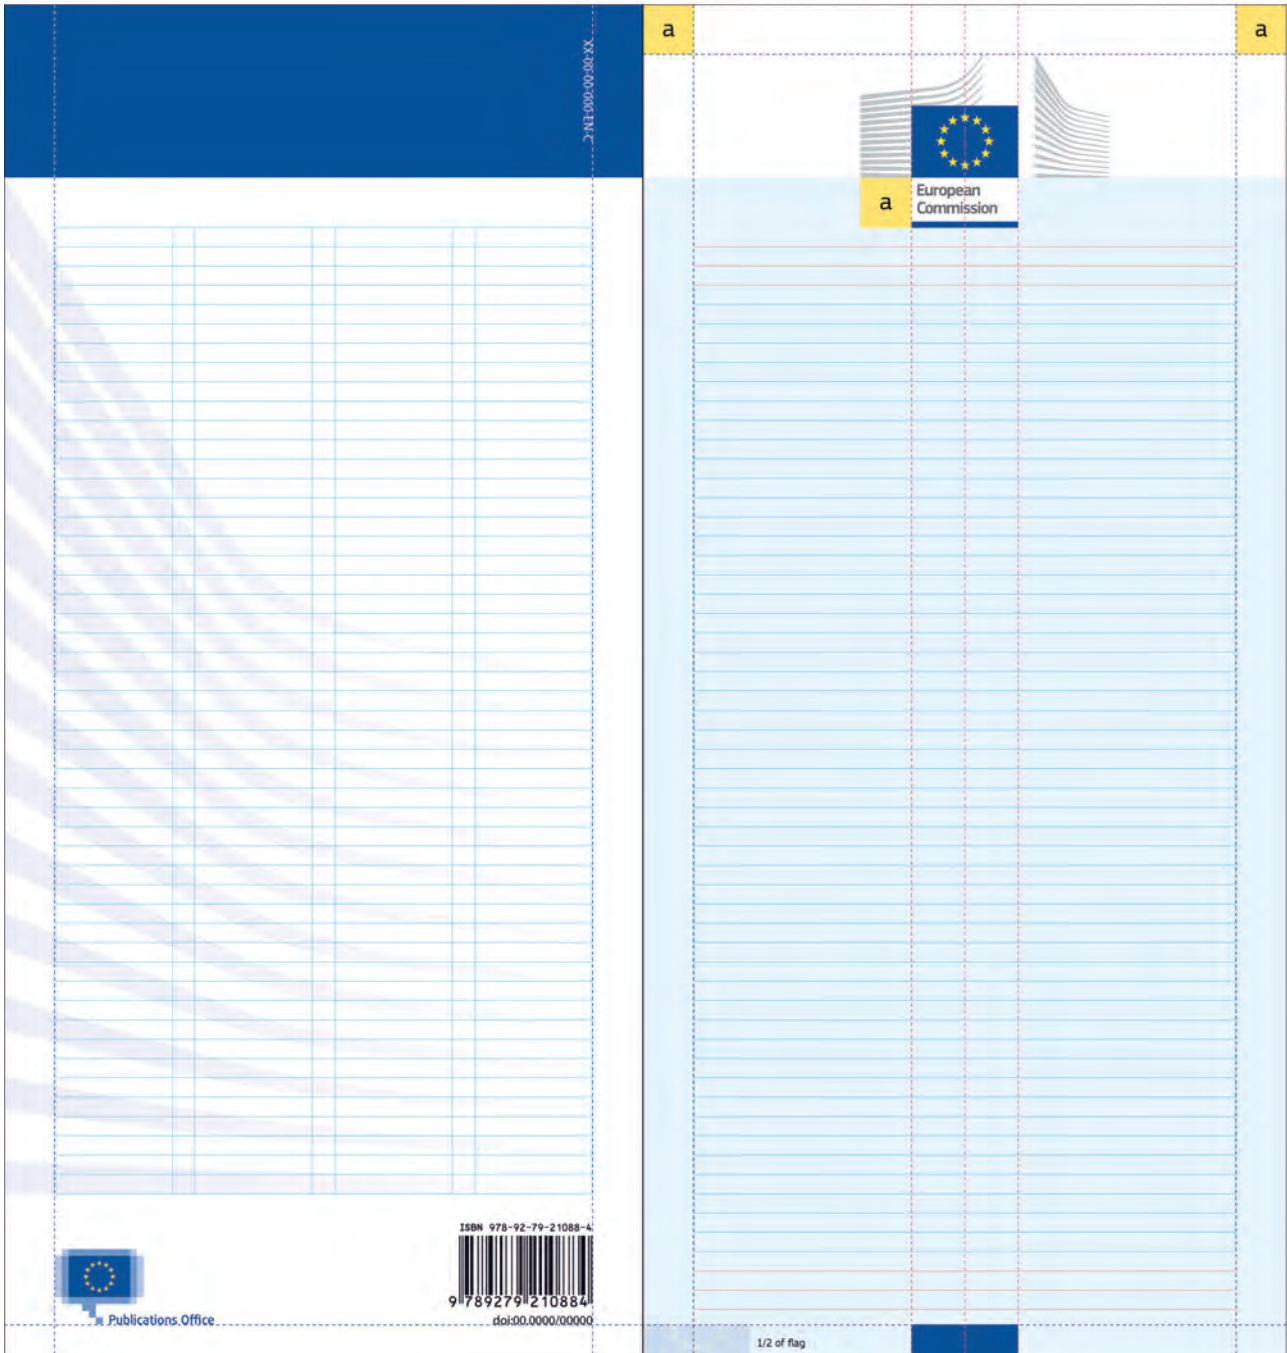 XX-00-00-000-EN-C
ISBN 978-92-79-21088-4
9 789279 210884
doi:00.0000/00000
Publications Office
a
a
a
European
Commission
1/2 of flag